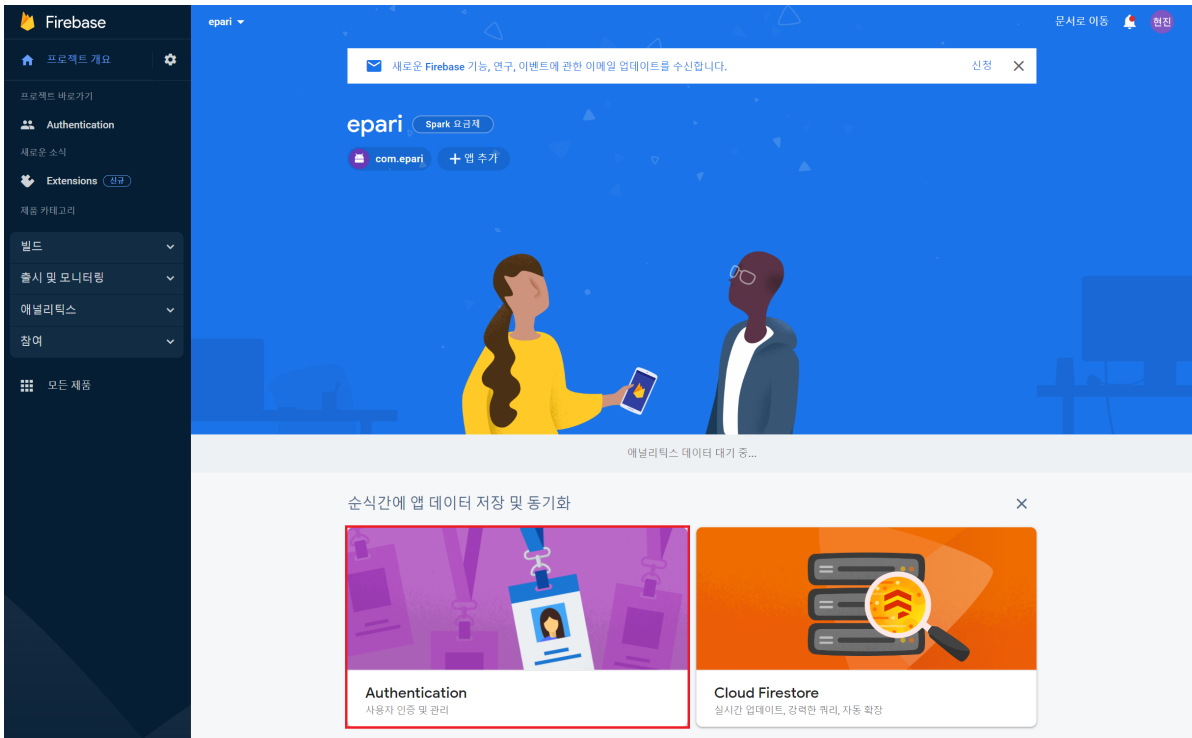 Firebase
epari
문서로 이동
현진
프로젝트 개요
새로운 Firebase 기능, 연구, 이벤트에 관한 이메일 업데이트를 수신합니다.
신청
프로젝트 바로가기
Authentication
새로운 소식
Extensions 신규
제품 카테고리
빌드
출시 및 모니터링
애널리틱스
참여
모든 제품
epari
Spark 요금제
com.epari
앱 추가
애널리틱스 데이터 대기 중...
순식간에 앱 데이터 저장 및 동기화
Authentication
사용자 인증 및 관리
Cloud Firestore
실시간 업데이트, 강력한 쿼리, 자동 확장